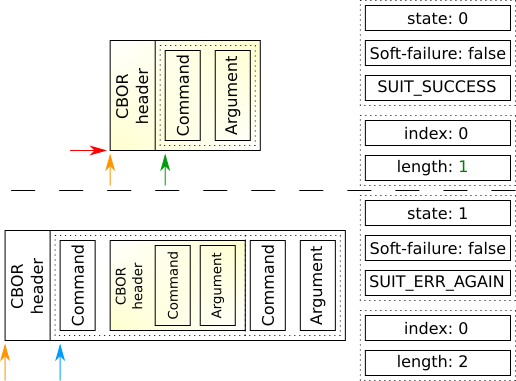 CBOR
header
Command
Argument
state: 0
Soft-failure: false
SUIT_SUCCESS
index: 0
length: 1
CBOR
header
Command
CBOR
header
Command
Argument
Command
Argument
state: 1
Soft-failure: false
SUIT_ERR_AGAIN
index: 0
length: 2